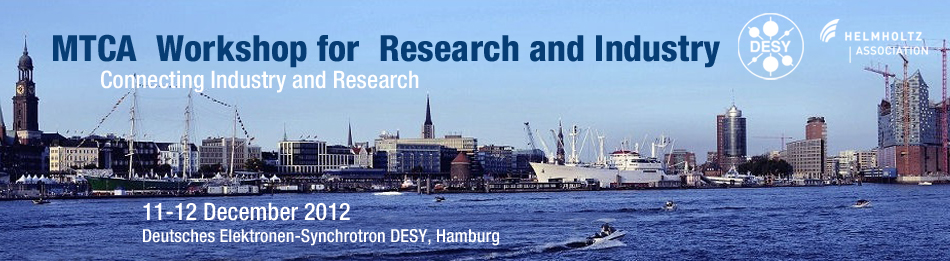 MTCA Workshop for Research and Industry
Connecting Industry and Research
DESY
HELMHOLTZ
ASSOCIATION
11-12 December 2012
Deutsches Elektronen-Synchrotron DESY, Hamburg